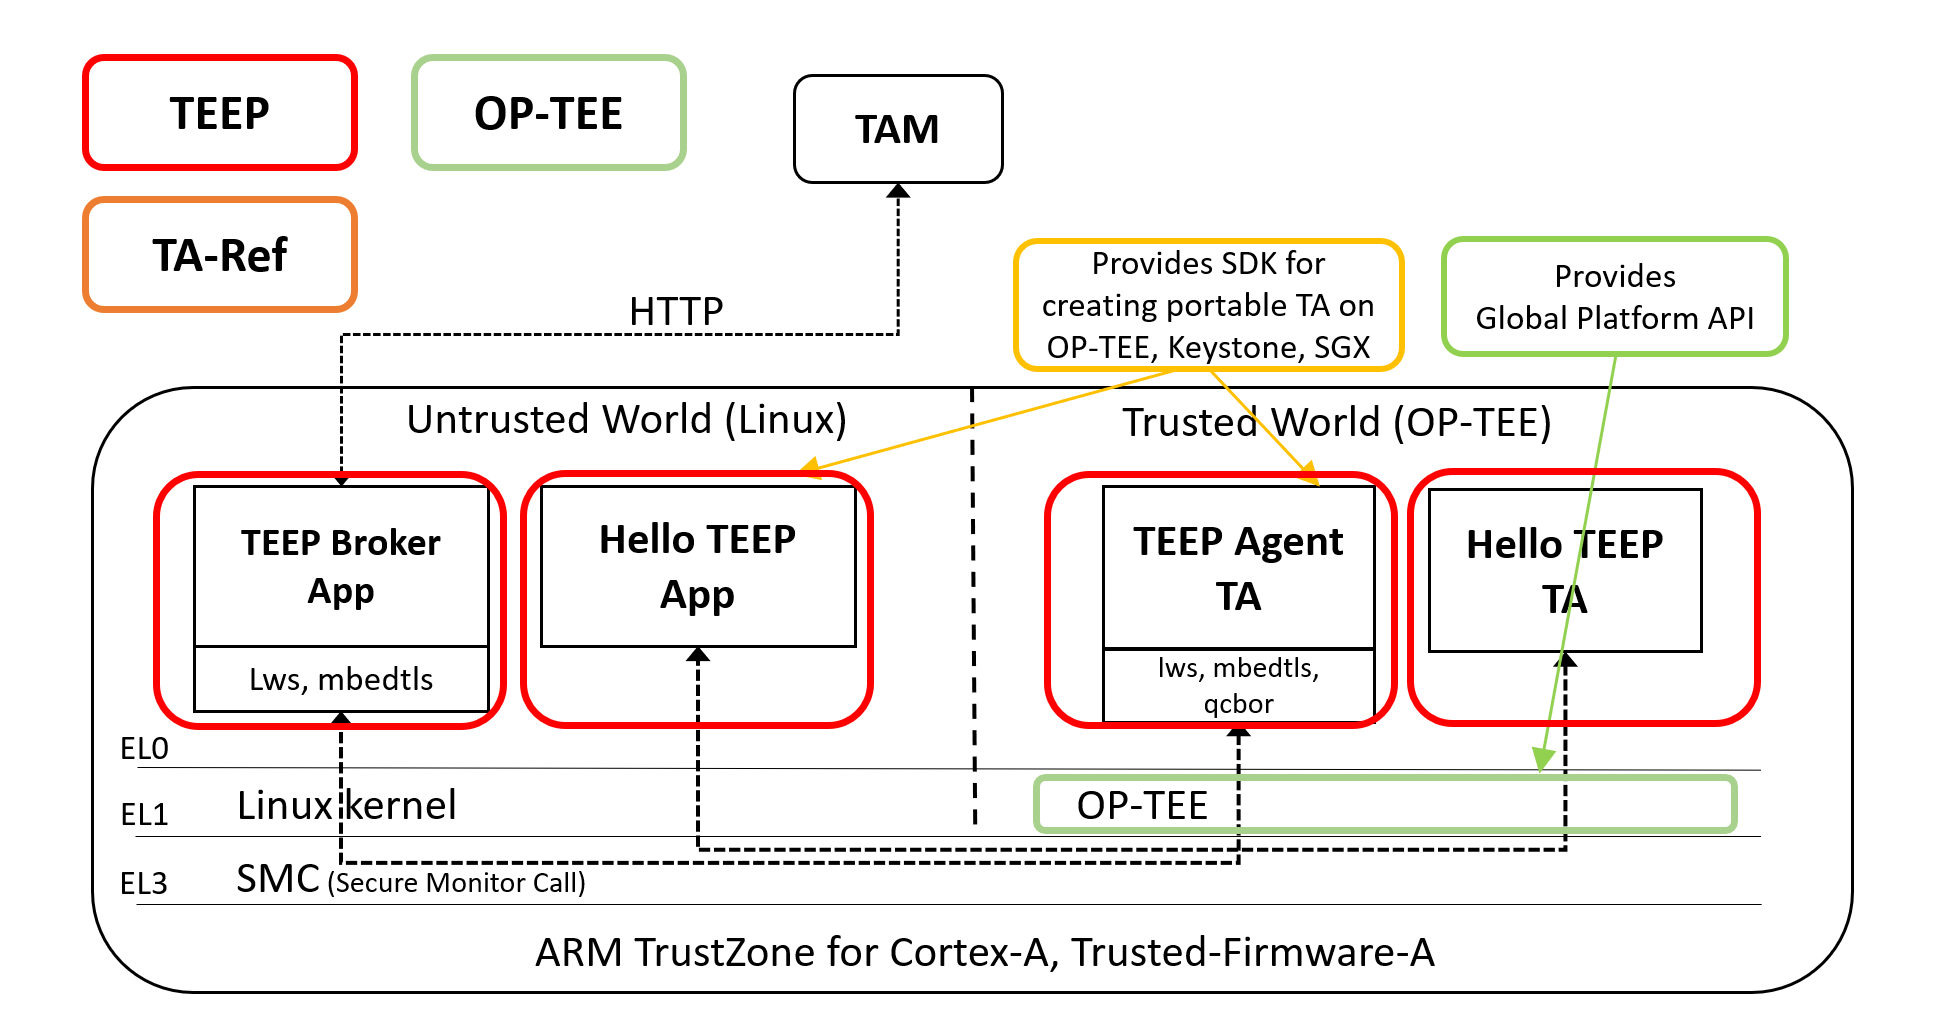 TEEP
OP-TEE
TAM
TA-Ref
HTTP
Provides SDK for
creating portable TA on
OP-TEE, Keystone, SGX
Provides
Global Platform API
Untrusted World (Linux)
Trusted World (OP-TEE)
TEEP Broker
App
Lws, mbedtls
Hello TEEP
App
TEEP Agent
TA
lws, mbedtls,
qcbor
Hello TEEP
TA
EL0
EL1
Linux kernel
OP-TEE
EL3
SMC (Secure Monitor Call)
ARM TrustZone for Cortex-A, Trusted-Firmware-A